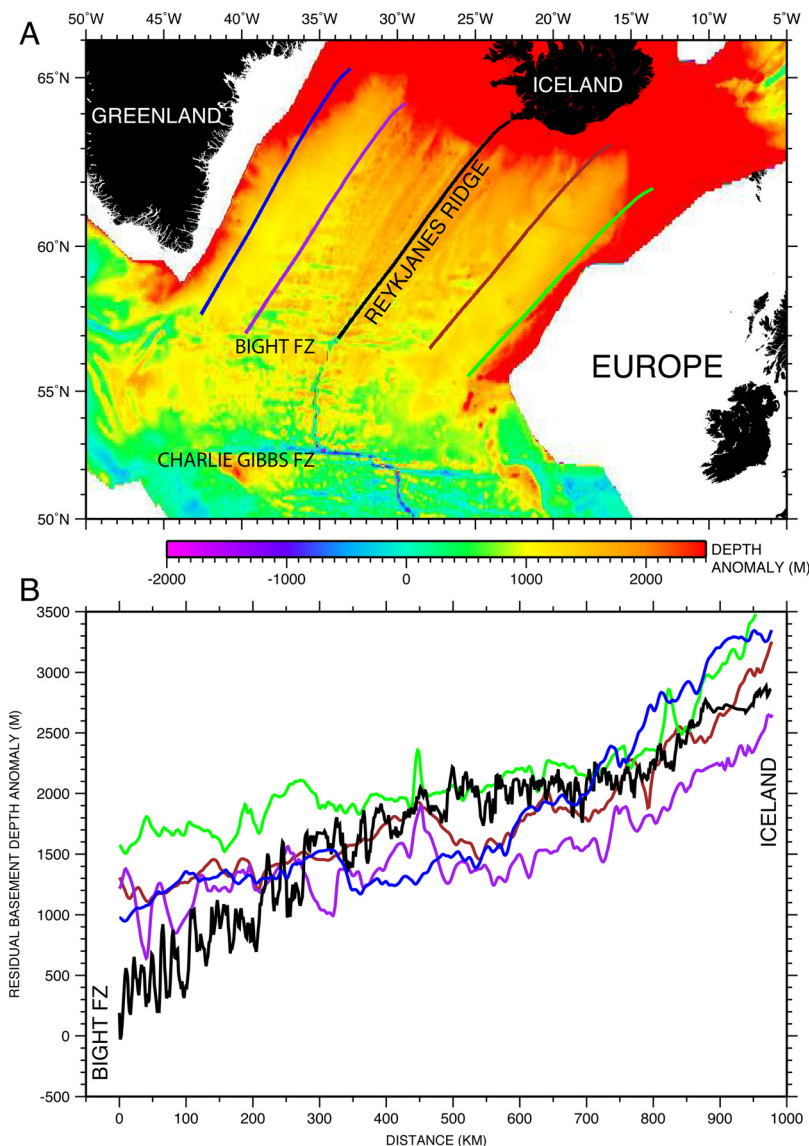 50°W 45°W 40°W 35°W 30°W 25°W 20°W 15°W 10°W 5°W
A
65°N
GREENLAND
ICELAND
60°N
REYKJANES RIDGE
BIGHT FZ
EUROPE
55°N
CHARLIE GIBBS FZ
50°N
-2000 -1000 0 1000 2000
DEPTH
ANOMALY (M)
B
3500
3000
2500
2000
1500
1000
500
0
-500
RESIDUAL BASEMENT DEPTH ANOMALY (M)
BIGHT FZ
ICELAND
0 100 200 300 400 500 600 700 800 900 1000
DISTANCE (KM)